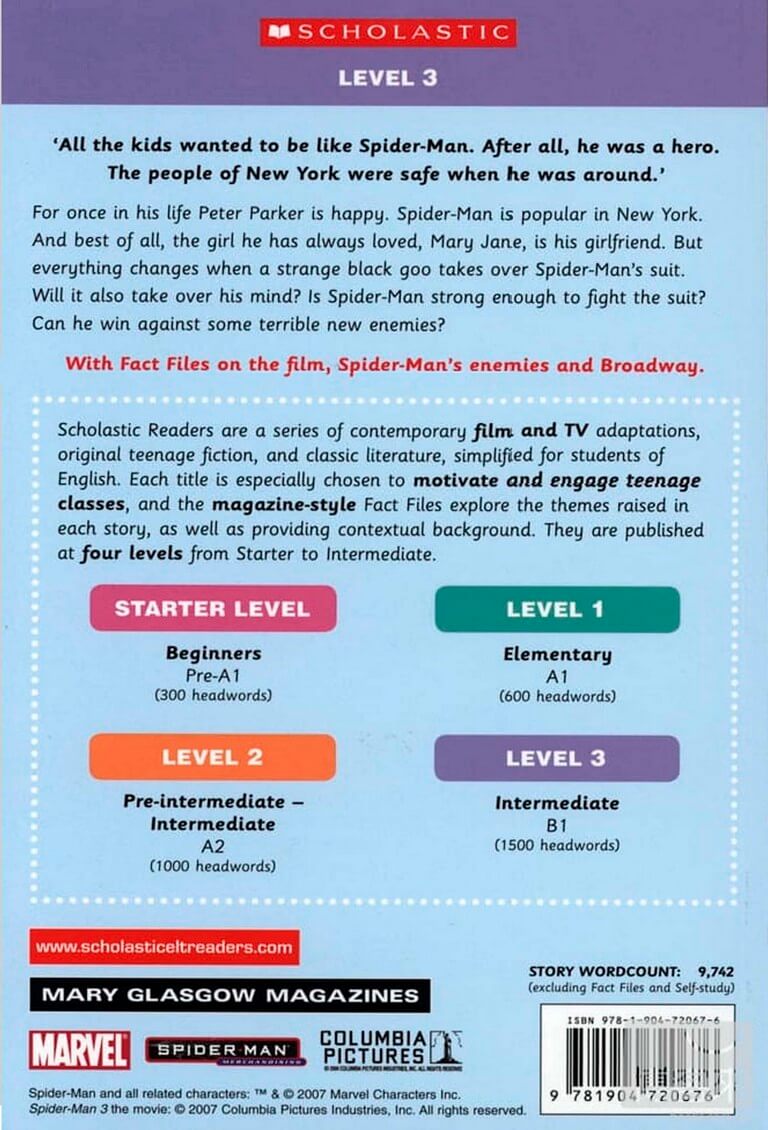 SCHOLASTIC
LEVEL 3
‘All the kids wanted to be like Spider-Man. After all, he was a hero.
The people of New York were safe when he was around.’
For once in his life Peter Parker is happy. Spider-Man is popular in New York.
And best of all, the girl he has always loved, Mary Jane, is his girlfriend. But
everything changes when a strange black goo takes over Spider-Man’s suit.
Will it also take over his mind? Is Spider-Man strong enough to fight the suit?
Can he win against some terrible new enemies?
With Fact Files on the film, Spider-Man’s enemies and Broadway.
Scholastic Readers are a series of contemporary film and TV adaptations,
original teenage fiction, and classic literature, simplified for students of
English. Each title is especially chosen to motivate and engage teenage
classes, and the magazine-style Fact Files explore the themes raised in
each story, as well as providing contextual background. They are published
at four levels from Starter to Intermediate.
STARTER LEVEL
Beginners
Pre-A1
(300 headwords)
LEVEL 1
Elementary
A1
(600 headwords)
LEVEL 2
Pre-intermediate –
Intermediate
A2
(1000 headwords)
LEVEL 3
Intermediate
B1
(1500 headwords)
www.scholasticeltreaders.com
MARY GLASGOW MAGAZINES
STORY WORDCOUNT: 9,742
(excluding Fact Files and Self-study)
MARVEL
SPIDER-MAN
MERCHANDISING
COLUMBIA
PICTURES
ISBN 978-1-904-72067-6
9 781904 720676
Spider-Man and all related characters: ™ & © 2007 Marvel Characters Inc.
Spider-Man 3 the movie: © 2007 Columbia Pictures Industries, Inc. All rights reserved.